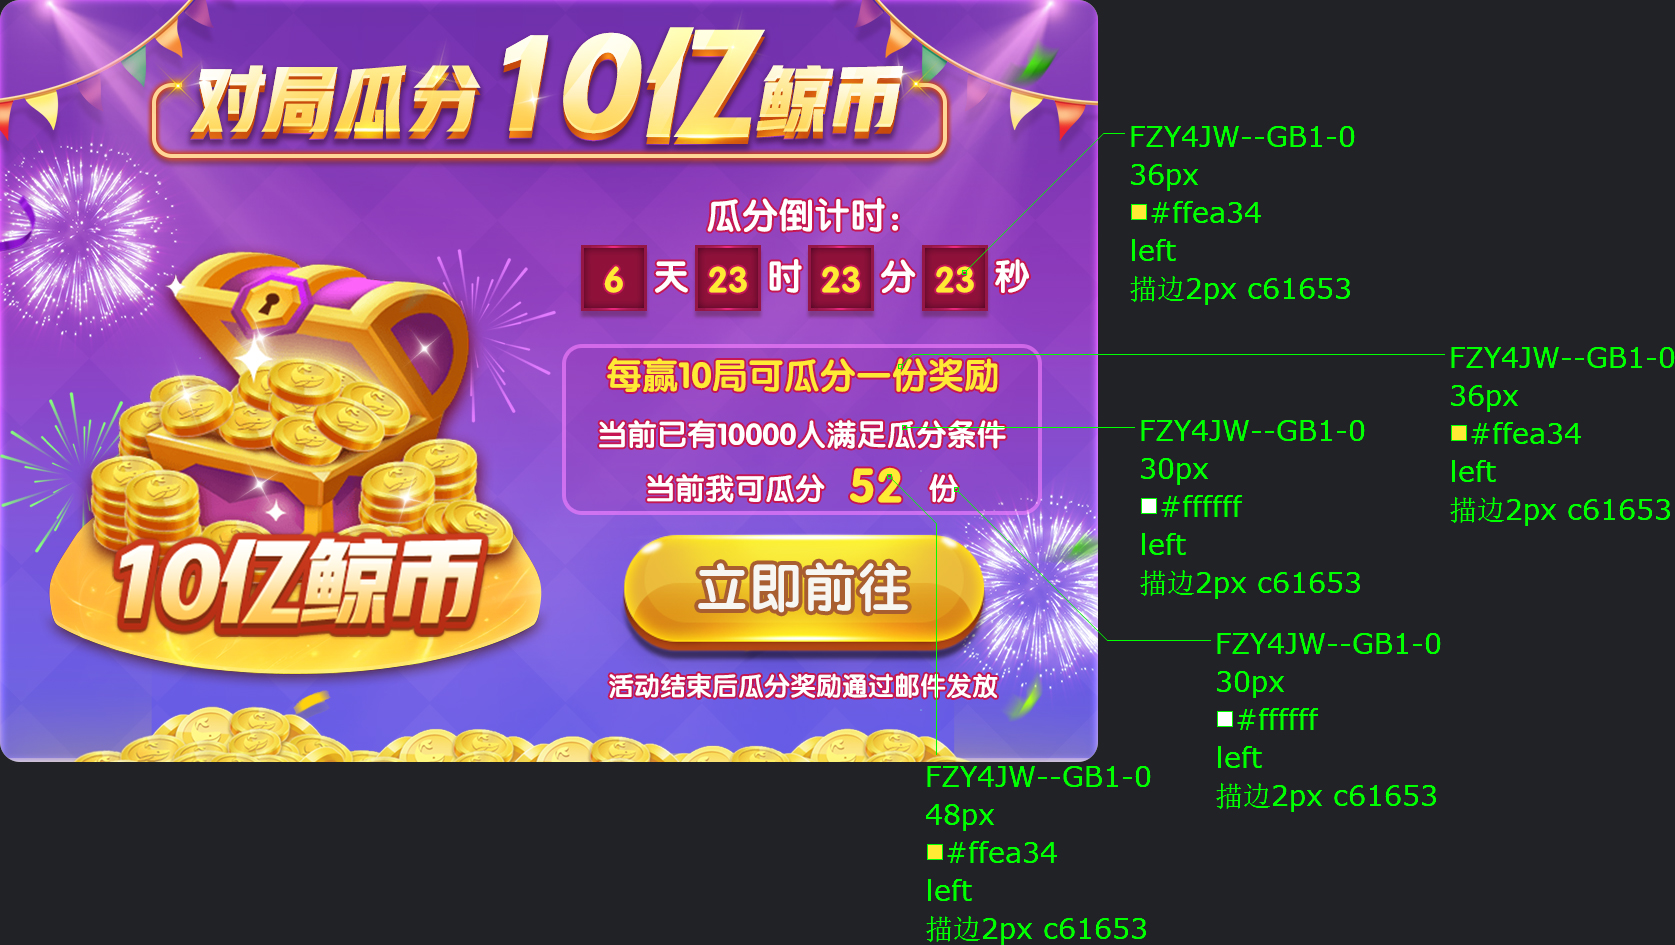 对局瓜分10亿鲸币
瓜分倒计时:
6 天 23 时 23 分 23 秒
每赢10局可瓜分一份奖励
当前已有10000人满足瓜分条件
当前我可瓜分 52 份
10亿鲸币
立即前往
活动结束后瓜分奖励通过邮件发放
FZY4JW--GB1-0
36px
#ffea34
left
描边2px c61653
FZY4JW--GB1-0
36px
#ffea34
left
描边2px c61653
FZY4JW--GB1-0
30px
#ffffff
left
描边2px c61653
FZY4JW--GB1-0
30px
#ffffff
left
描边2px c61653
FZY4JW--GB1-0
48px
#ffea34
left
描边2px c61653